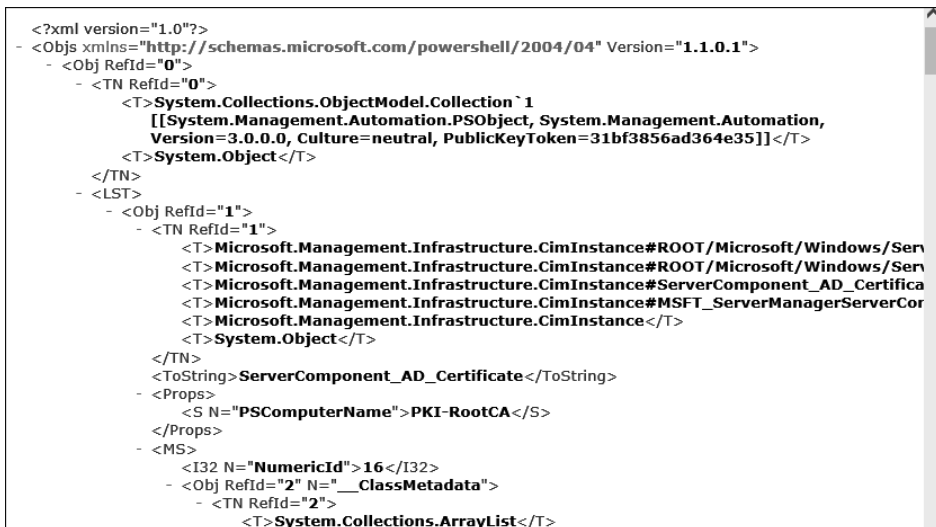 <?xml version="1.0"?>
- <Objs xmlns="http://schemas.microsoft.com/powershell/2004/04" Version="1.1.0.1">
- <Obj RefId="0">
- <TN RefId="0">
<T>System.Collections.ObjectModel.Collection`1
[[System.Management.Automation.PSObject, System.Management.Automation,
Version=3.0.0.0, Culture=neutral, PublicKeyToken=31bf3856ad364e35]]</T>
<T>System.Object</T>
</TN>
- <LST>
- <Obj RefId="1">
- <TN RefId="1">
<T>Microsoft.Management.Infrastructure.CimInstance#ROOT/Microsoft/Windows/Serv
<T>Microsoft.Management.Infrastructure.CimInstance#ROOT/Microsoft/Windows/Serv
<T>Microsoft.Management.Infrastructure.CimInstance#ServerComponent_AD_Certifica
<T>Microsoft.Management.Infrastructure.CimInstance#MSFT_ServerManagerServerCor
<T>Microsoft.Management.Infrastructure.CimInstance</T>
<T>System.Object</T>
</TN>
<ToString>ServerComponent_AD_Certificate</ToString>
- <Props>
<S N="PSComputerName">PKI-RootCA</S>
</Props>
- <MS>
<I32 N="NumericId">16</I32>
- <Obj RefId="2" N="__ClassMetadata">
- <TN RefId="2">
<T>System.Collections.ArrayList</T>